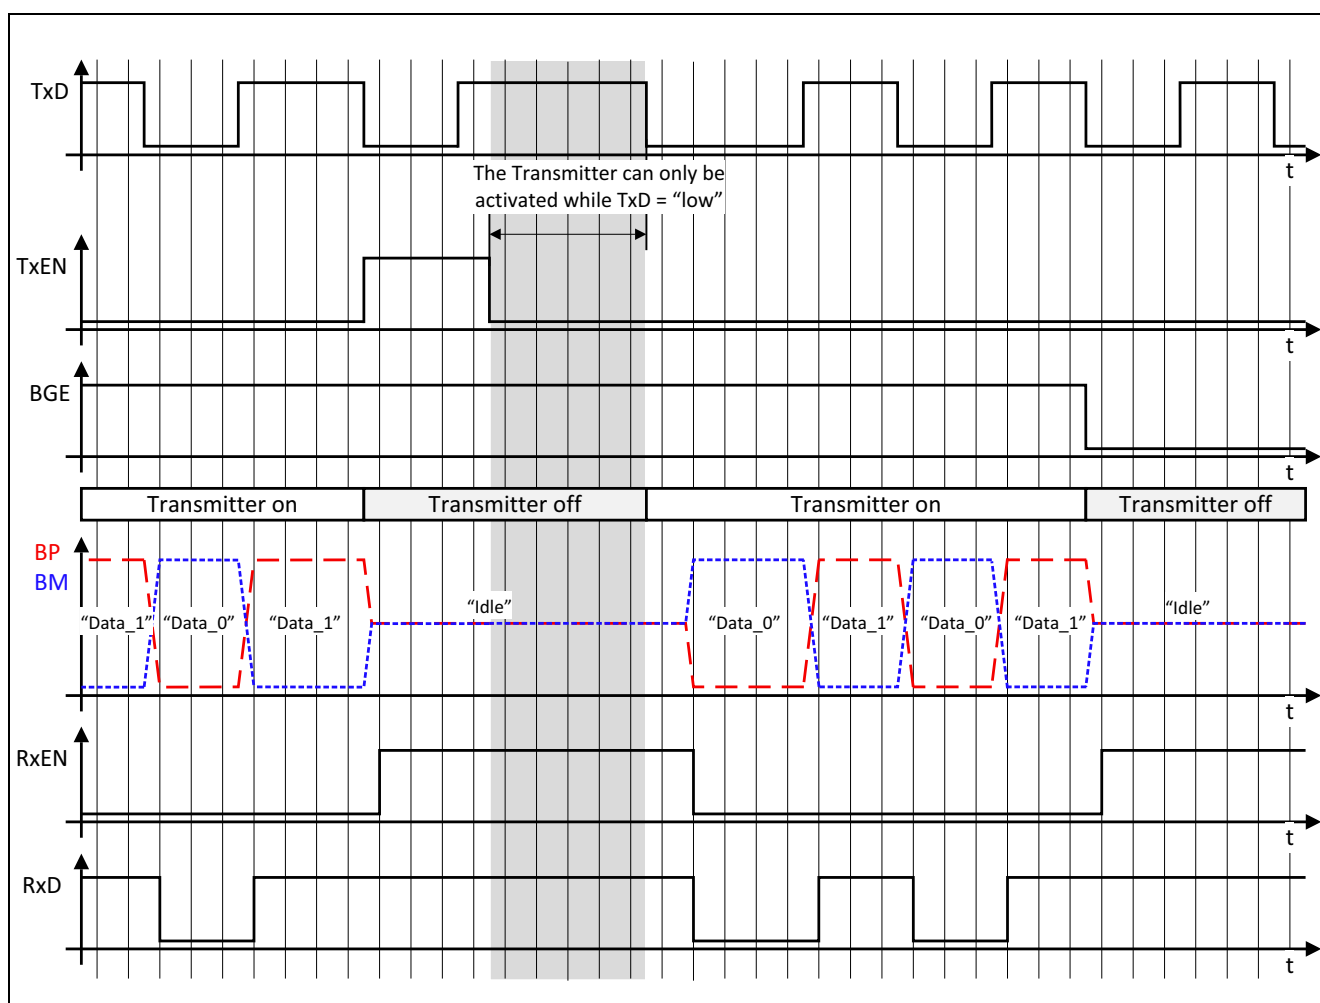 TxD
t
The Transmitter can only be
activated while TxD = “low”
TxEN
t
BGE
t
Transmitter on
Transmitter off
Transmitter on
Transmitter off
BP
BM
“Data_1”
“Data_0”
“Data_1”
“Idle”
“Data_0”
“Data_1”
“Data_0”
“Data_1”
“Idle”
t
RxEN
t
RxD
t